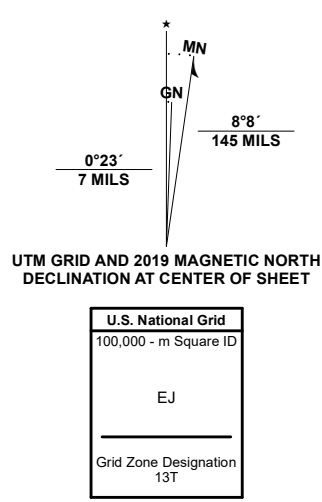 ★
MN
GN
8°8´
145 MILS
0°23´
7 MILS
UTM GRID AND 2019 MAGNETIC NORTH
DECLINATION AT CENTER OF SHEET
U.S. National Grid
100,000 - m Square ID
EJ
Grid Zone Designation
13T